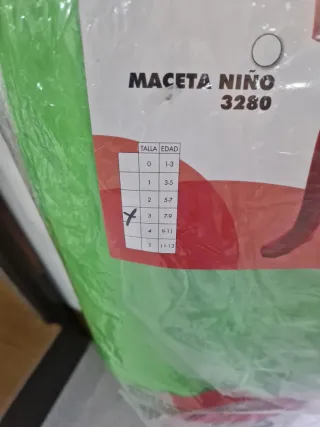 MACETA NIÑO
3280
TALLA EDAD
0 1-3
1 3-5
2 5-7
X 3 7-9
4 9-11
5 11-13